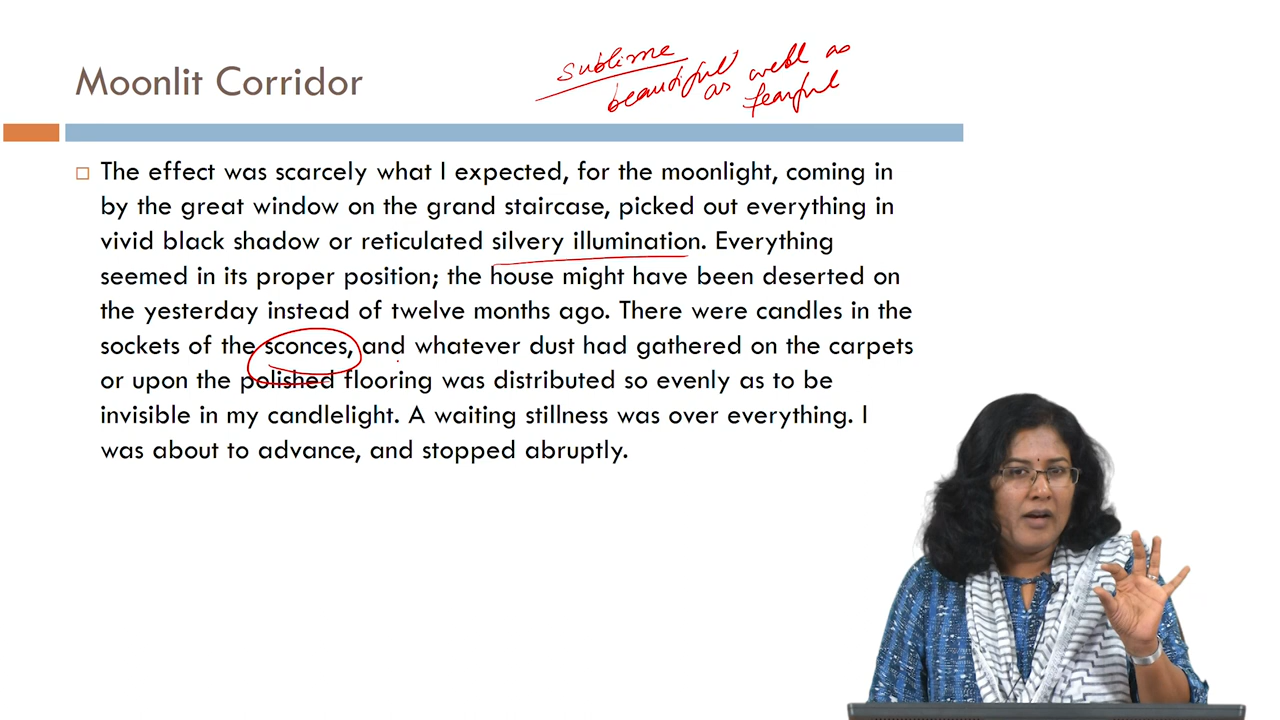 Moonlit Corridor
sublime
beautiful as well as
fearful
The effect was scarcely what I expected, for the moonlight, coming in
by the great window on the grand staircase, picked out everything in
vivid black shadow or reticulated silvery illumination. Everything
seemed in its proper position; the house might have been deserted on
the yesterday instead of twelve months ago. There were candles in the
sockets of the sconces, and whatever dust had gathered on the carpets
or upon the polished flooring was distributed so evenly as to be
invisible in my candlelight. A waiting stillness was over everything. I
was about to advance, and stopped abruptly.